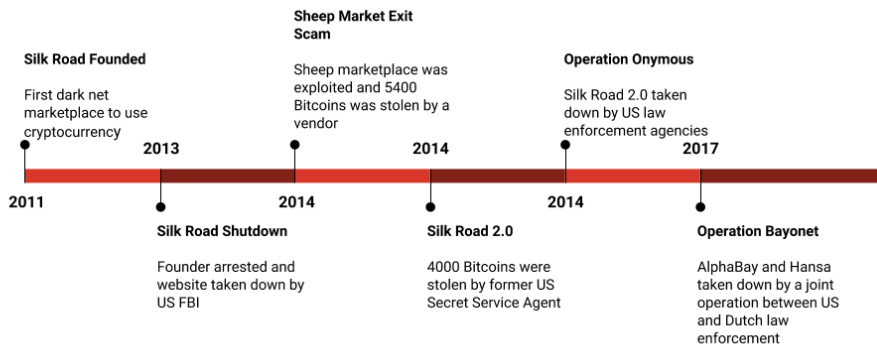 Silk Road Founded
First dark net
marketplace to use
cryptocurrency
2011
2013
Silk Road Shutdown
Founder arrested and
website taken down by
US FBI
Sheep Market Exit
Scam
Sheep marketplace was
exploited and 5400
Bitcoins was stolen by a
vendor
2014
2014
Silk Road 2.0
4000 Bitcoins were
stolen by former US
Secret Service Agent
Operation Onymous
Silk Road 2.0 taken
down by US law
enforcement agencies
2014
2017
Operation Bayonet
AlphaBay and Hansa
taken down by a joint
operation between US
and Dutch law
enforcement